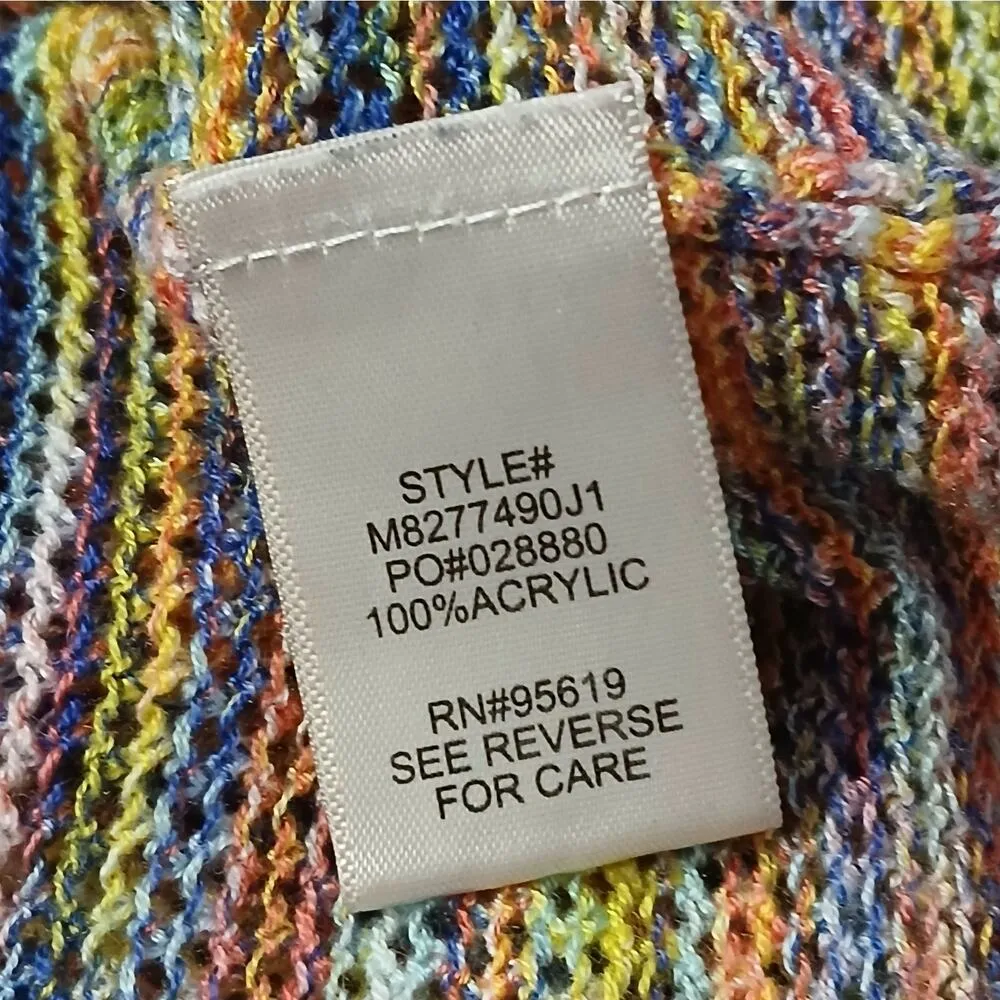 STYLE#
M8277490J1
PO#028880
100%ACRYLIC
RN#95619
SEE REVERSE
FOR CARE